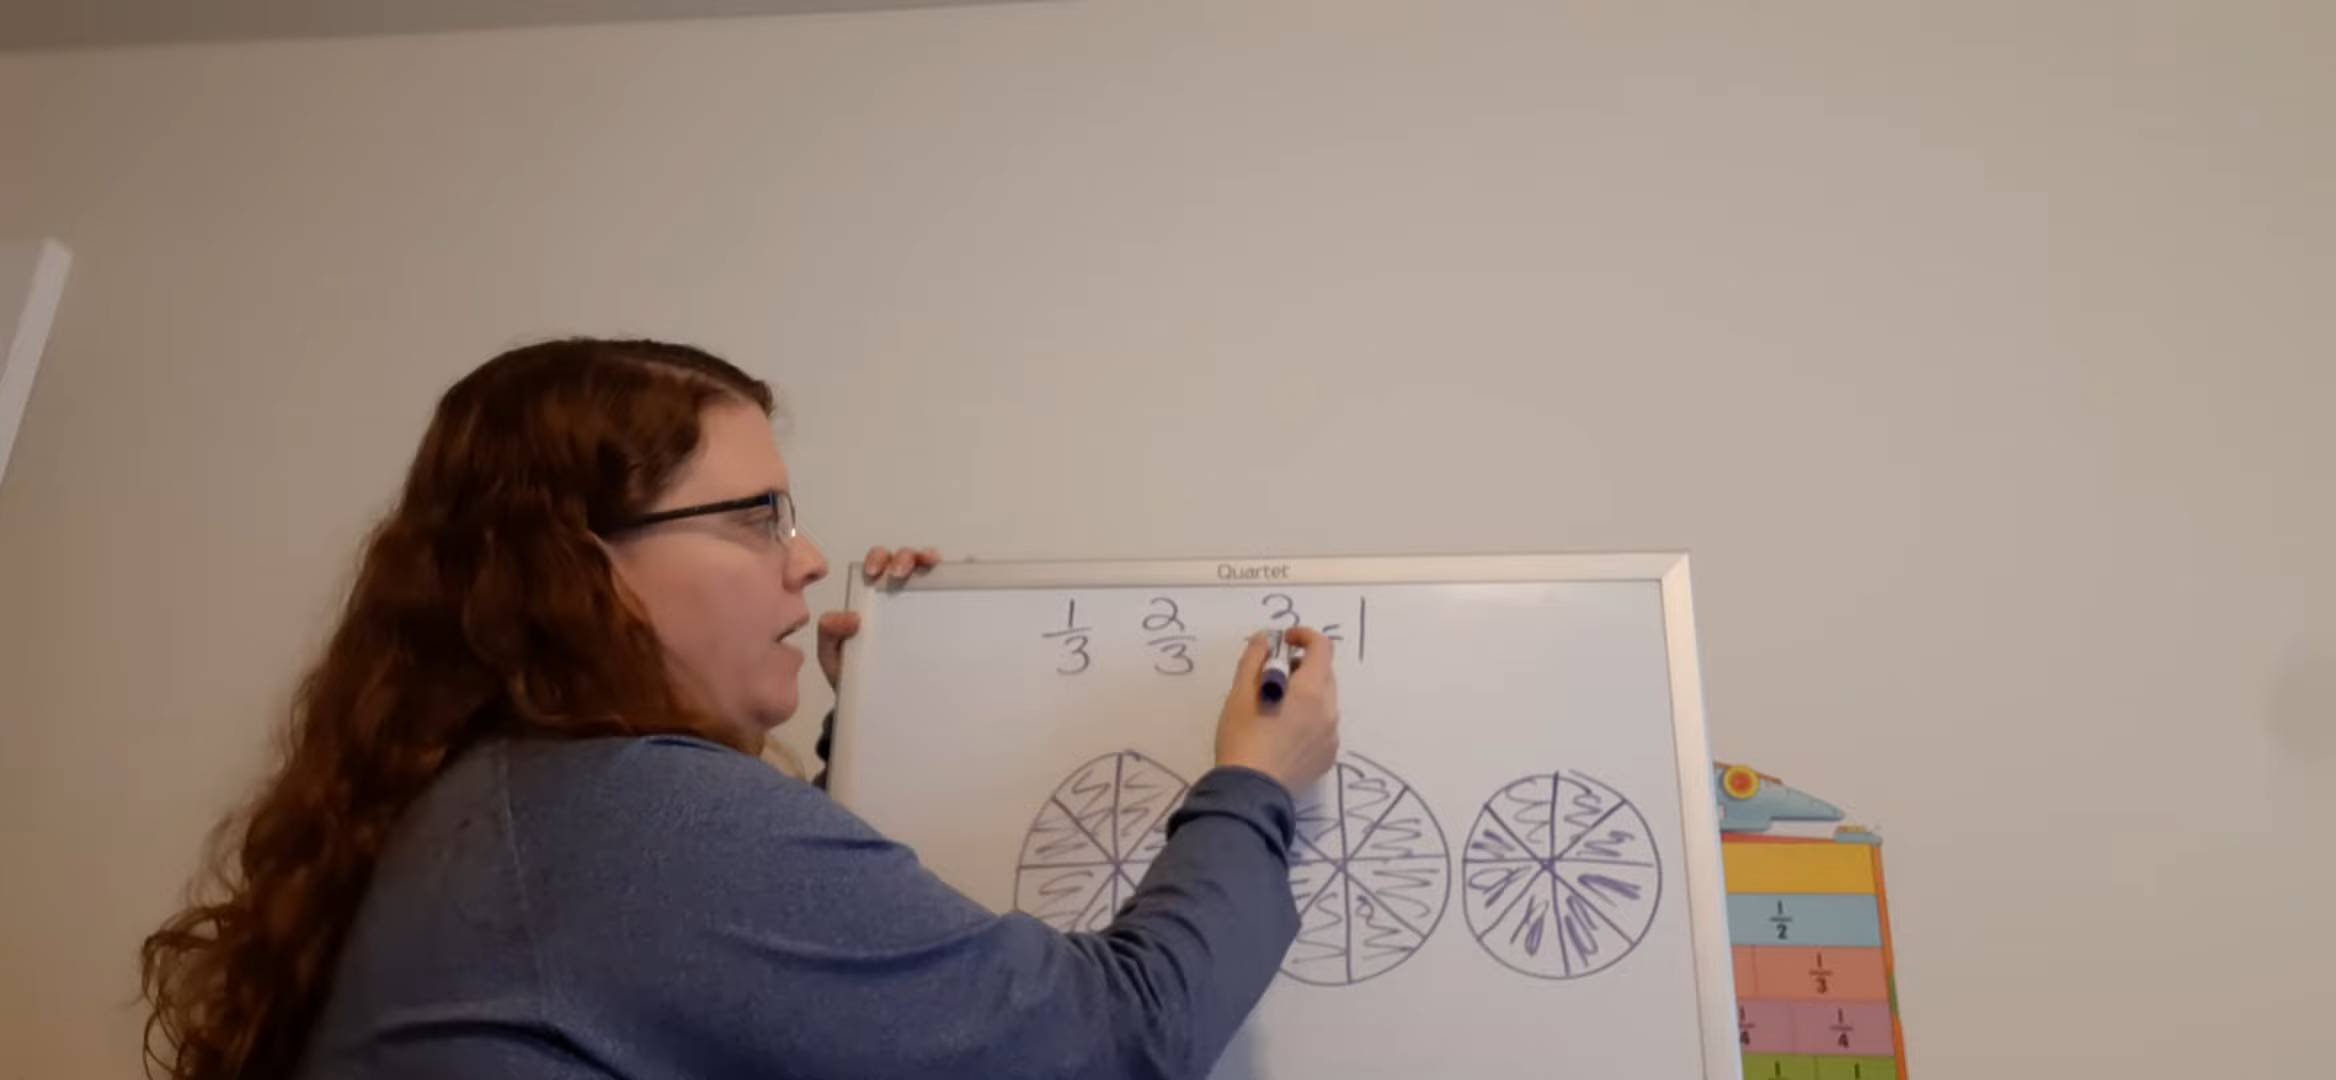 Quartet
1/3 2/3 3 = 1
1/2
1/3
1/4 1/4